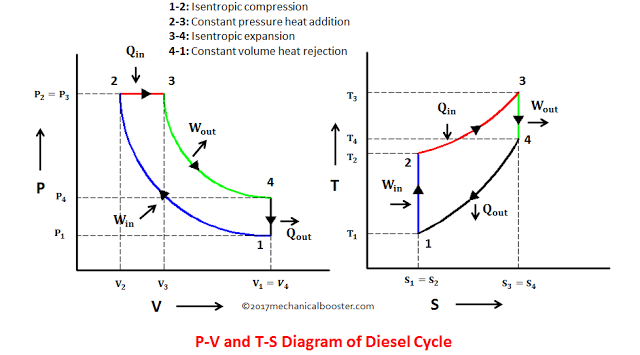 1-2: Isentropic compression
2-3: Constant pressure heat addition
3-4: Isentropic expansion
4-1: Constant volume heat rejection
Qin
2
3
P2 = P3
Wout
P
P4
4
Win
P1
1
Qout
V2
V3
V1 = V4
V
3
T3
Qin
Wout
T4
4
T2
2
T
Win
Qout
T1
1
S1 = S2
S3 = S4
S
©2017mechanicalbooster.com
P-V and T-S Diagram of Diesel Cycle